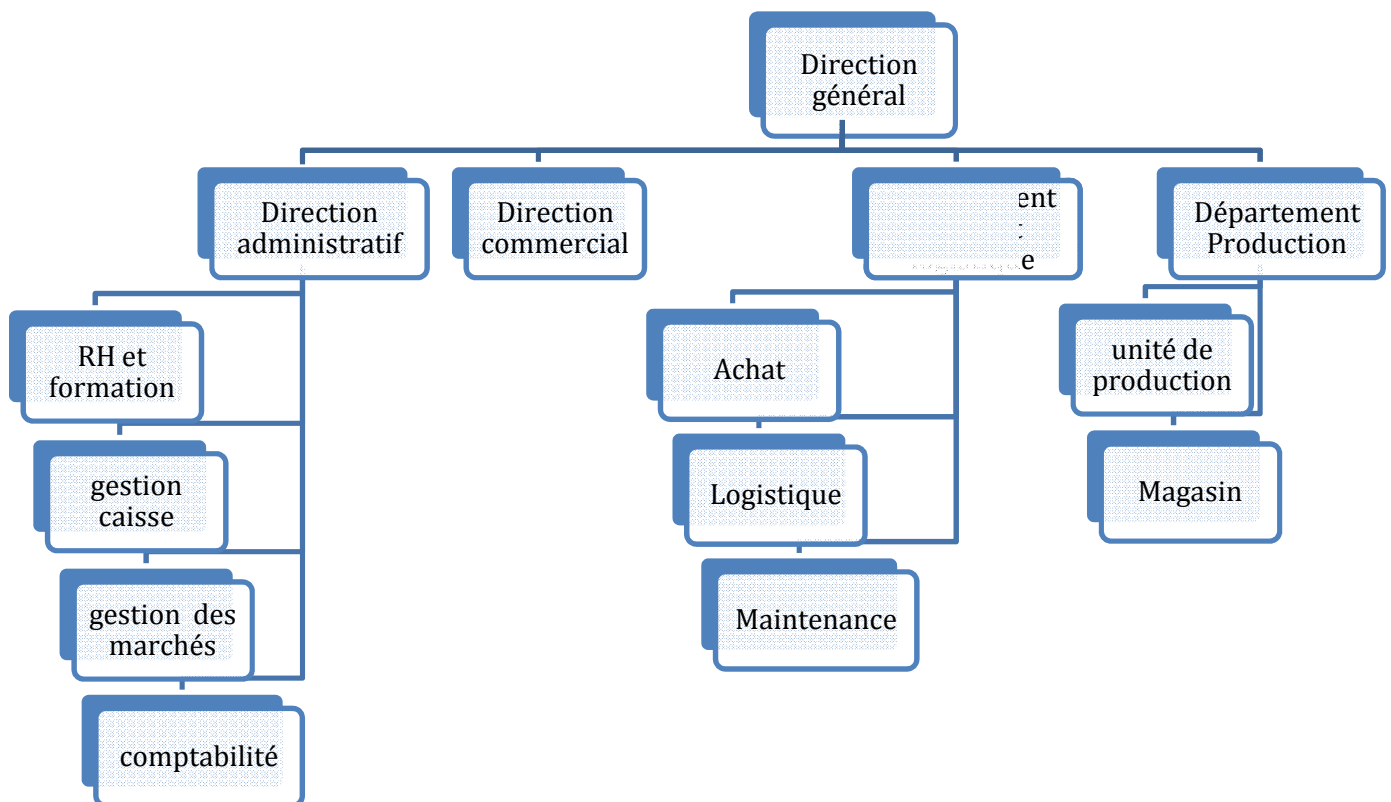 Direction
général
Direction
administratif
Direction
commercial
Département
Production
RH et
formation
gestion
caisse
gestion  des
marchés
comptabilité
Achat
Logistique
Maintenance
unité de
production
Magasin